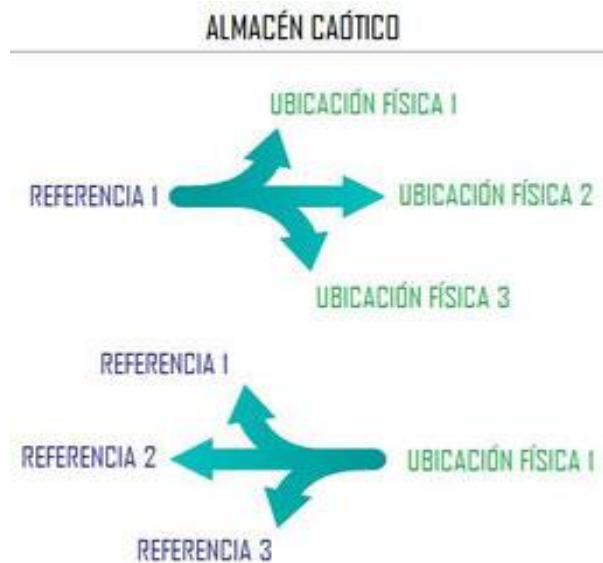 ALMACÉN CAÓTICO
UBICACIÓN FÍSICA 1
REFERENCIA 1
UBICACIÓN FÍSICA 2
UBICACIÓN FÍSICA 3
REFERENCIA 1
REFERENCIA 2
UBICACIÓN FÍSICA 1
REFERENCIA 3